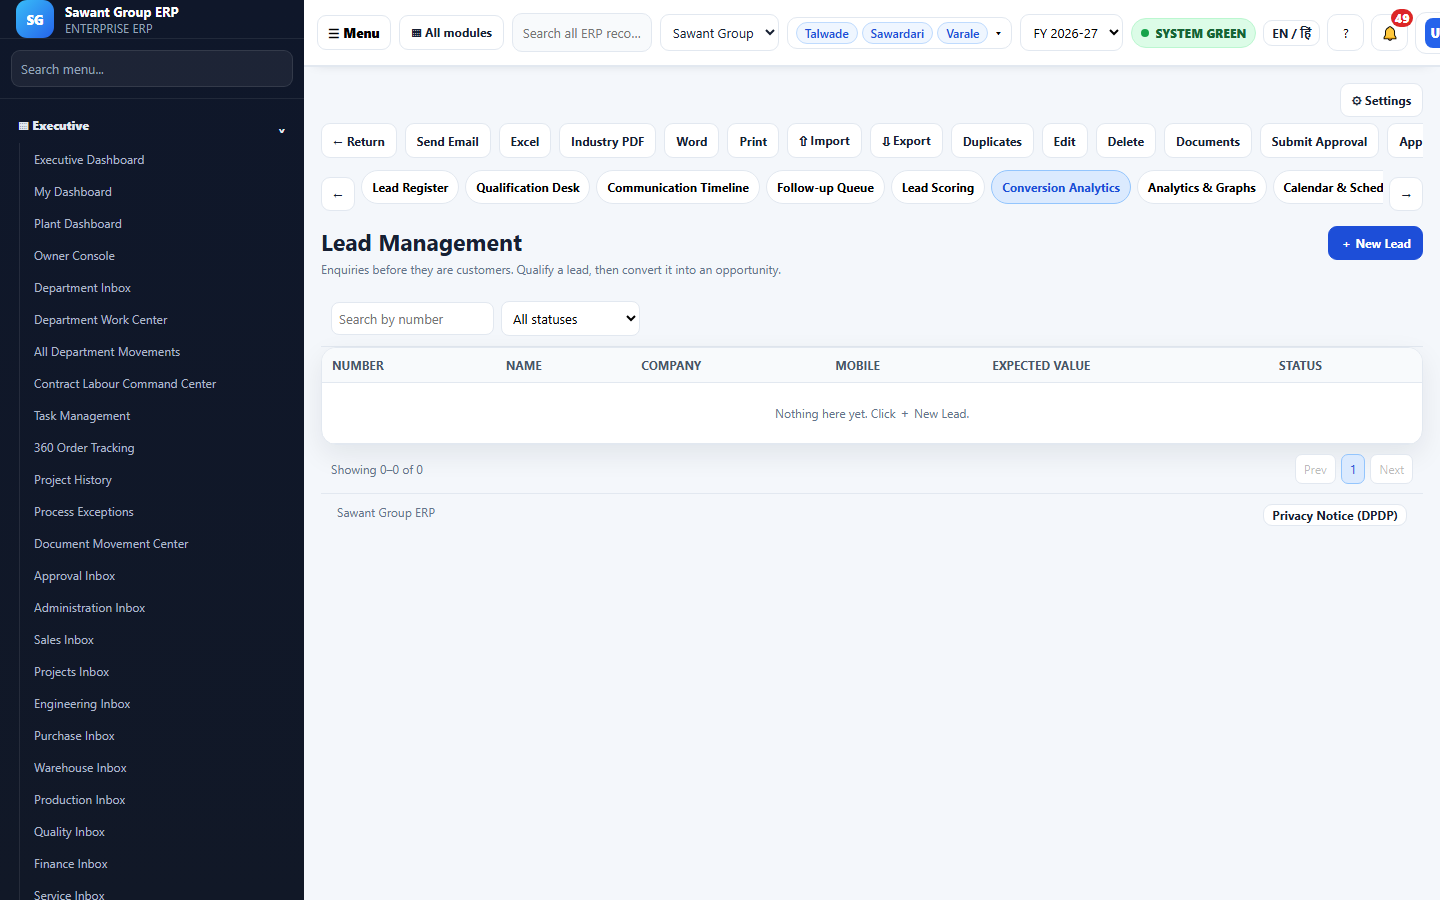 SG
Sawant Group ERP
ENTERPRISE ERP
Search menu...
Executive
Executive Dashboard
My Dashboard
Plant Dashboard
Owner Console
Department Inbox
Department Work Center
All Department Movements
Contract Labour Command Center
Task Management
360 Order Tracking
Project History
Process Exceptions
Document Movement Center
Approval Inbox
Administration Inbox
Sales Inbox
Projects Inbox
Engineering Inbox
Purchase Inbox
Warehouse Inbox
Production Inbox
Quality Inbox
Finance Inbox
Service Inbox
☰ Menu All modules Search all ERP reco... Sawant Group Talwade Sawardari Varale FY 2026-27 SYSTEM GREEN EN / हिं ? 49 U
⚙ Settings
← Return Send Email Excel Industry PDF Word Print ⇧ Import ⇩ Export Duplicates Edit Delete Documents Submit Approval App
← Lead Register Qualification Desk Communication Timeline Follow-up Queue Lead Scoring Conversion Analytics Analytics & Graphs Calendar & Sched →
Lead Management
+ New Lead
Enquiries before they are customers. Qualify a lead, then convert it into an opportunity.
Search by number All statuses
NUMBER NAME COMPANY MOBILE EXPECTED VALUE STATUS
Nothing here yet. Click + New Lead.
Showing 0–0 of 0 Prev 1 Next
Sawant Group ERP Privacy Notice (DPDP)